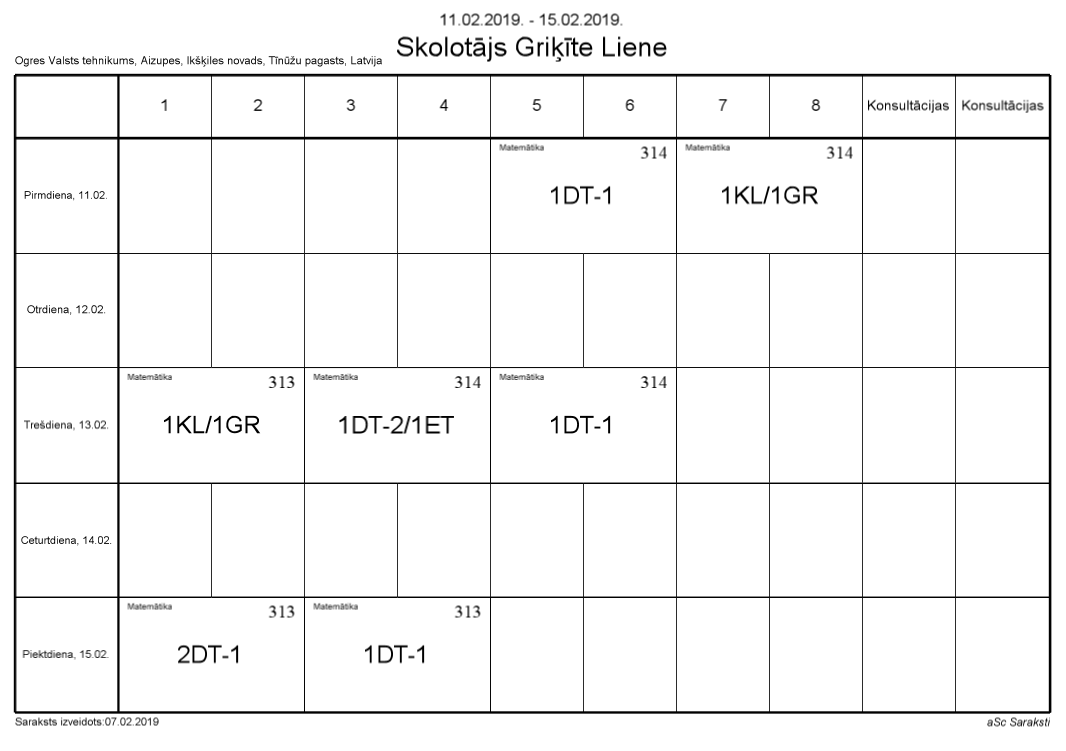 11.02.2019. - 15.02.2019.
Skolotājs Griķīte Liene
Ogres Valsts tehnikums, Aizupes, Ikšķiles novads, Tīnūžu pagasts, Latvija
1 2 3 4 5 6 7 8 Konsultācijas Konsultācijas
Pirmdiena, 11.02.
Matemātika 314
1DT-1
Matemātika 314
1KL/1GR
Otrdiena, 12.02.
Trešdiena, 13.02.
Matemātika 313
1KL/1GR
Matemātika 314
1DT-2/1ET
Matemātika 314
1DT-1
Ceturtdiena, 14.02.
Piektdiena, 15.02.
Matemātika 313
2DT-1
Matemātika 313
1DT-1
Saraksts izveidots:07.02.2019
aSc Saraksti